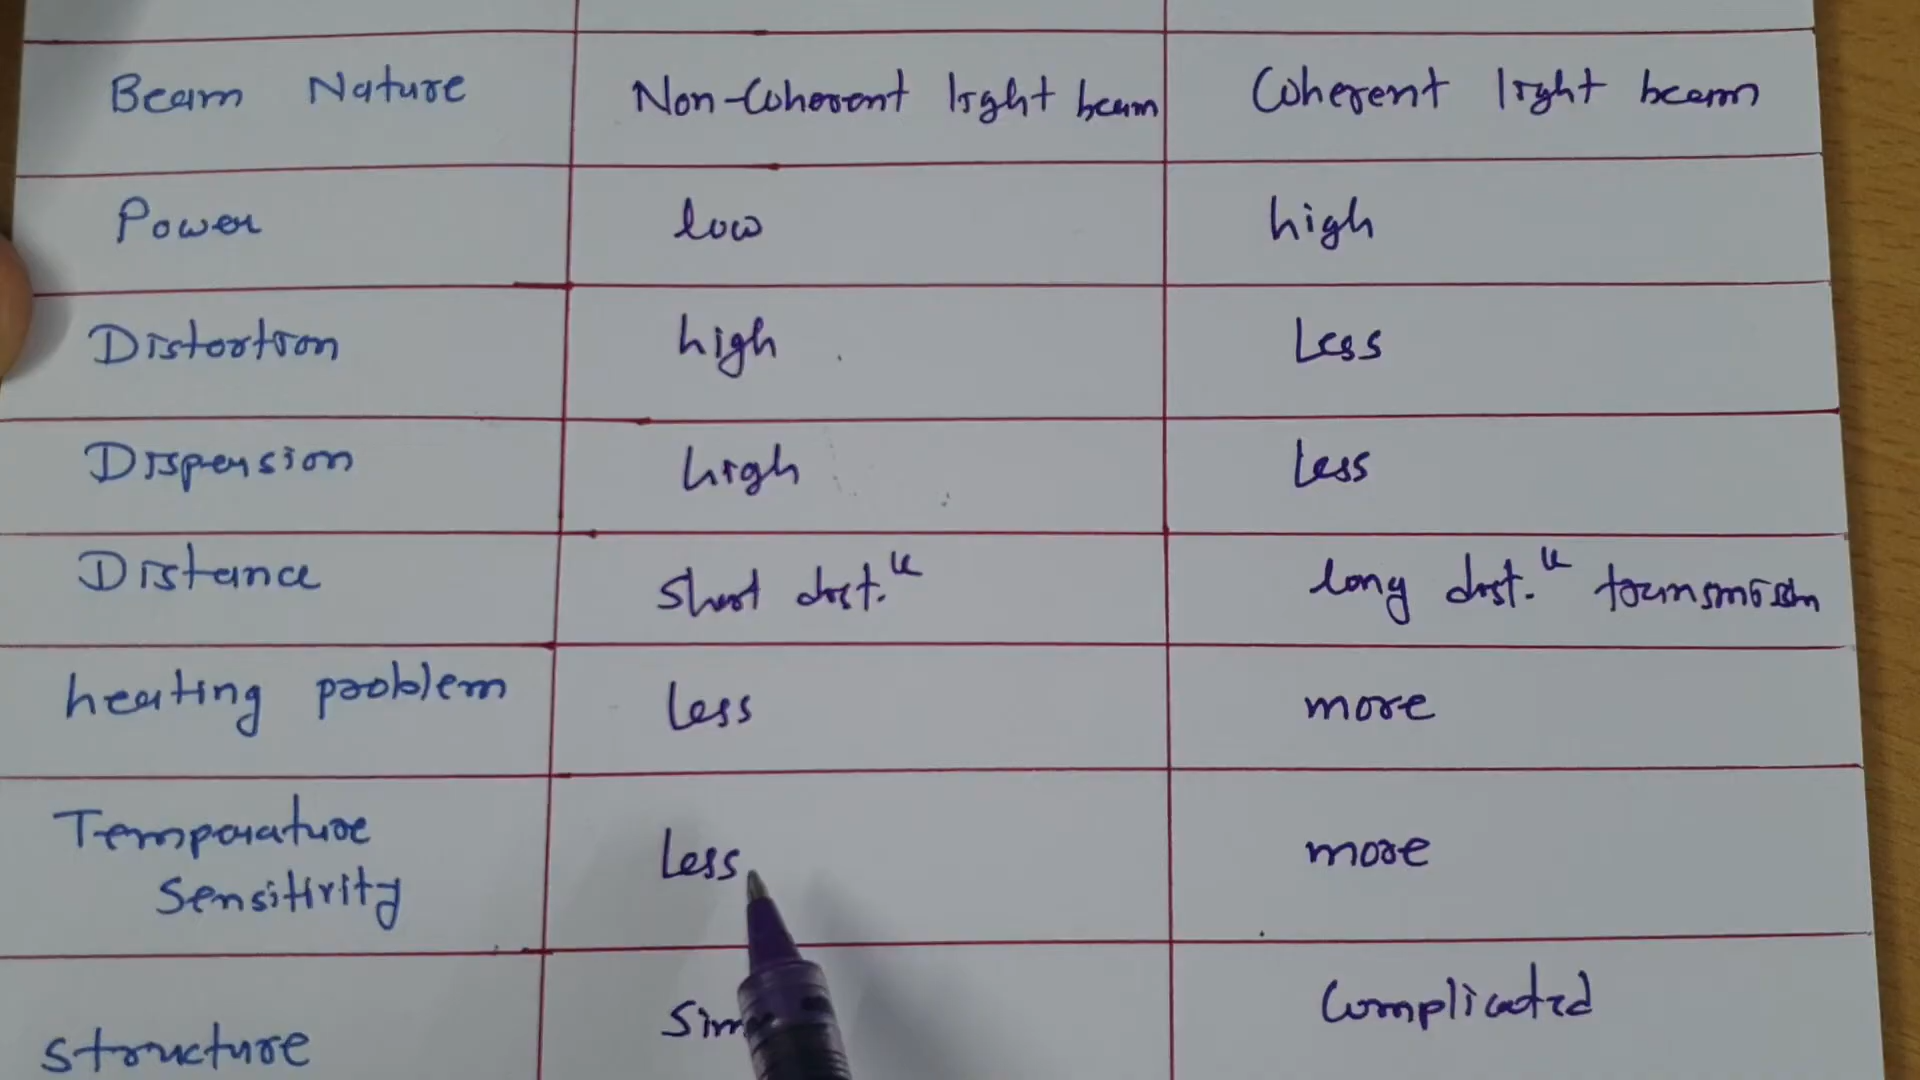 Beam Nature Non-Coherent light beam Coherent light beam
Power low high
Distortion high Less
Dispersion high Less
Distance Short dist. long dist. transmission
heating problem Less more
Temperature Less more
Sensitivity
Structure Complicated